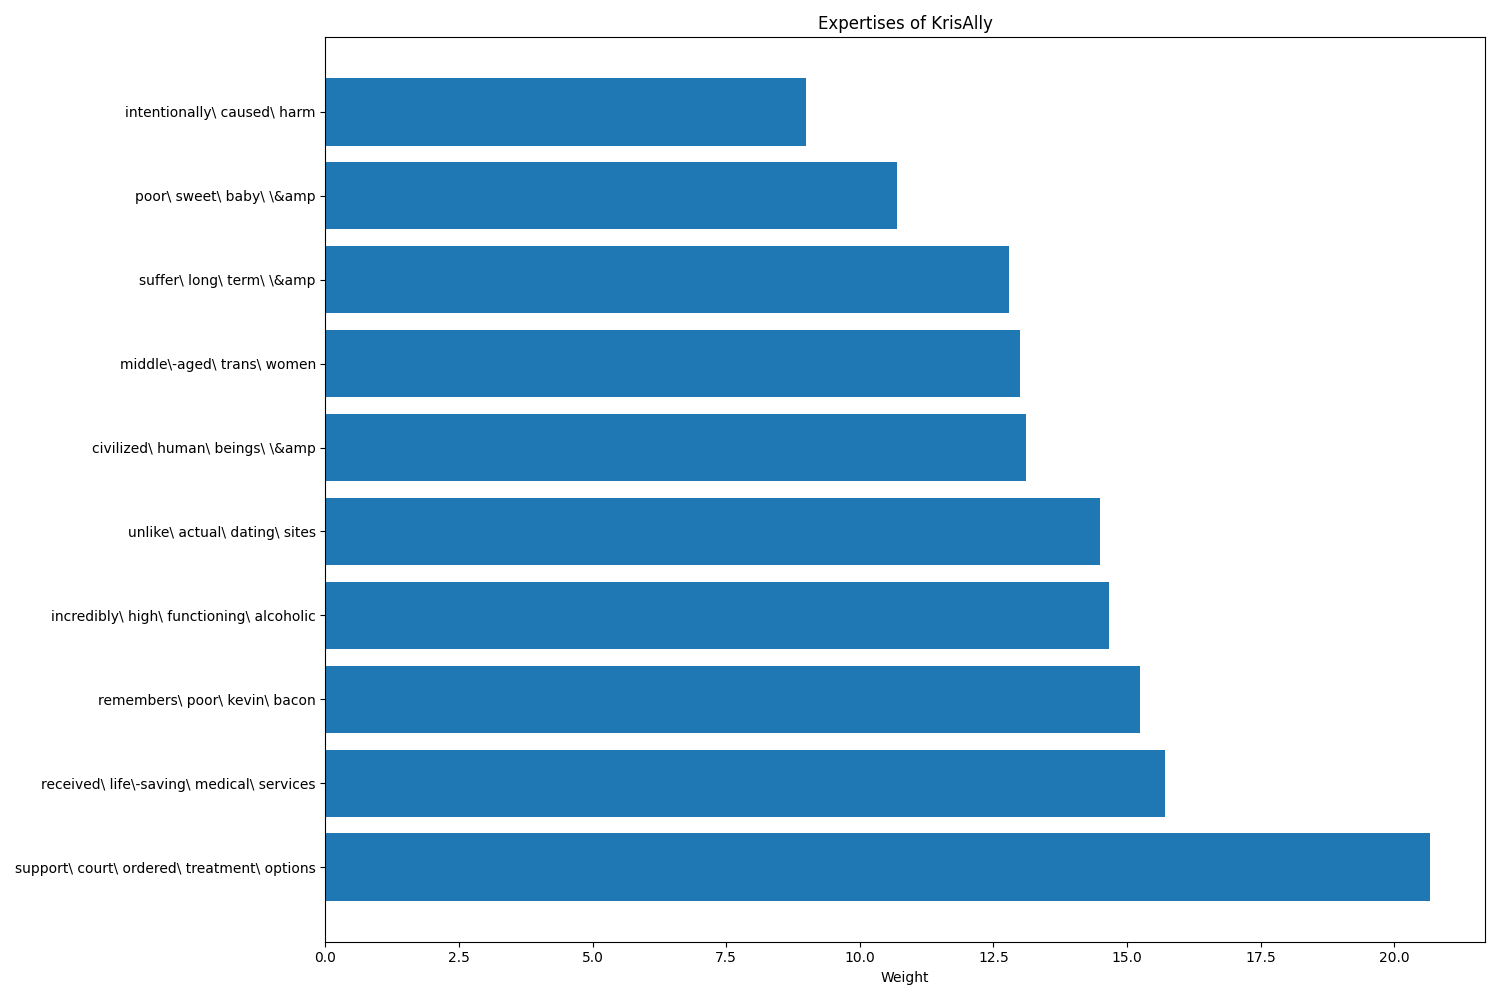 Expertises of KrisAlly
intentionally\ caused\ harm
poor\ sweet\ baby\ \&amp
suffer\ long\ term\ \&amp
middle\-aged\ trans\ women
civilized\ human\ beings\ \&amp
unlike\ actual\ dating\ sites
incredibly\ high\ functioning\ alcoholic
remembers\ poor\ kevin\ bacon
received\ life\-saving\ medical\ services
support\ court\ ordered\ treatment\ options
0.0 2.5 5.0 7.5 10.0 12.5 15.0 17.5 20.0
Weight